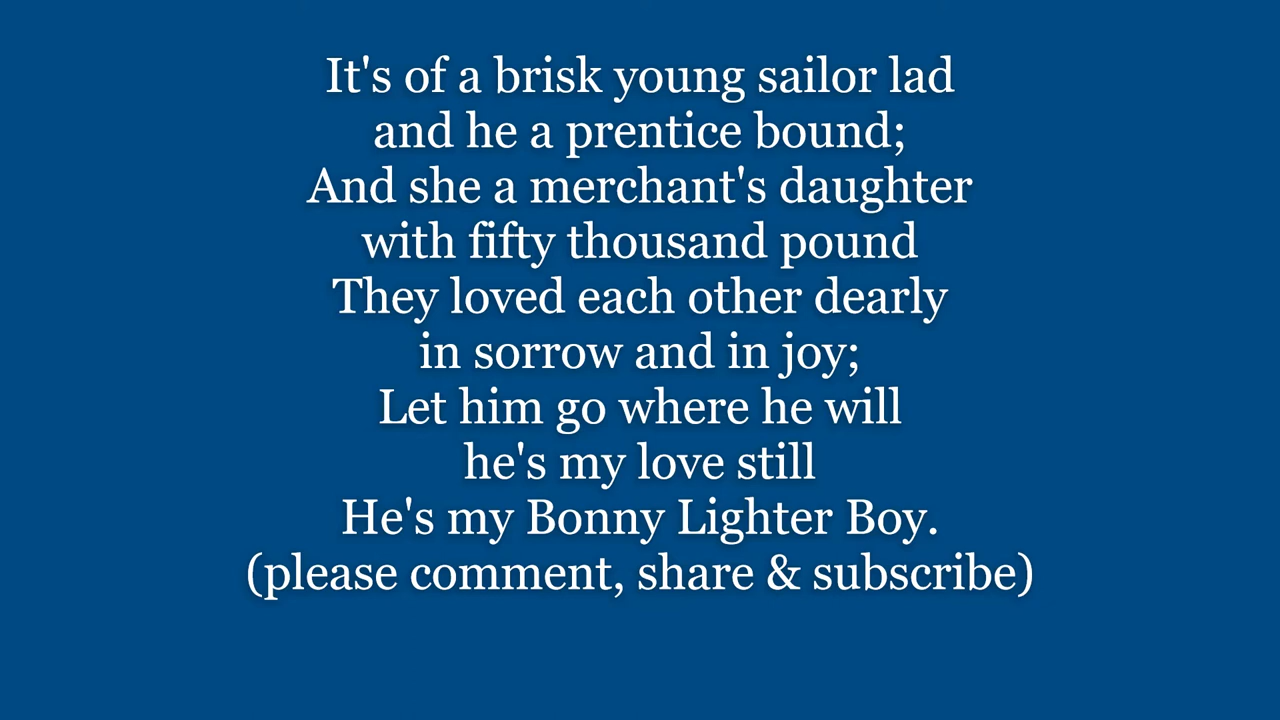 It's of a brisk young sailor lad
and he a prentice bound;
And she a merchant's daughter
with fifty thousand pound
They loved each other dearly
in sorrow and in joy;
Let him go where he will
he's my love still
He's my Bonny Lighter Boy.
(please comment, share & subscribe)